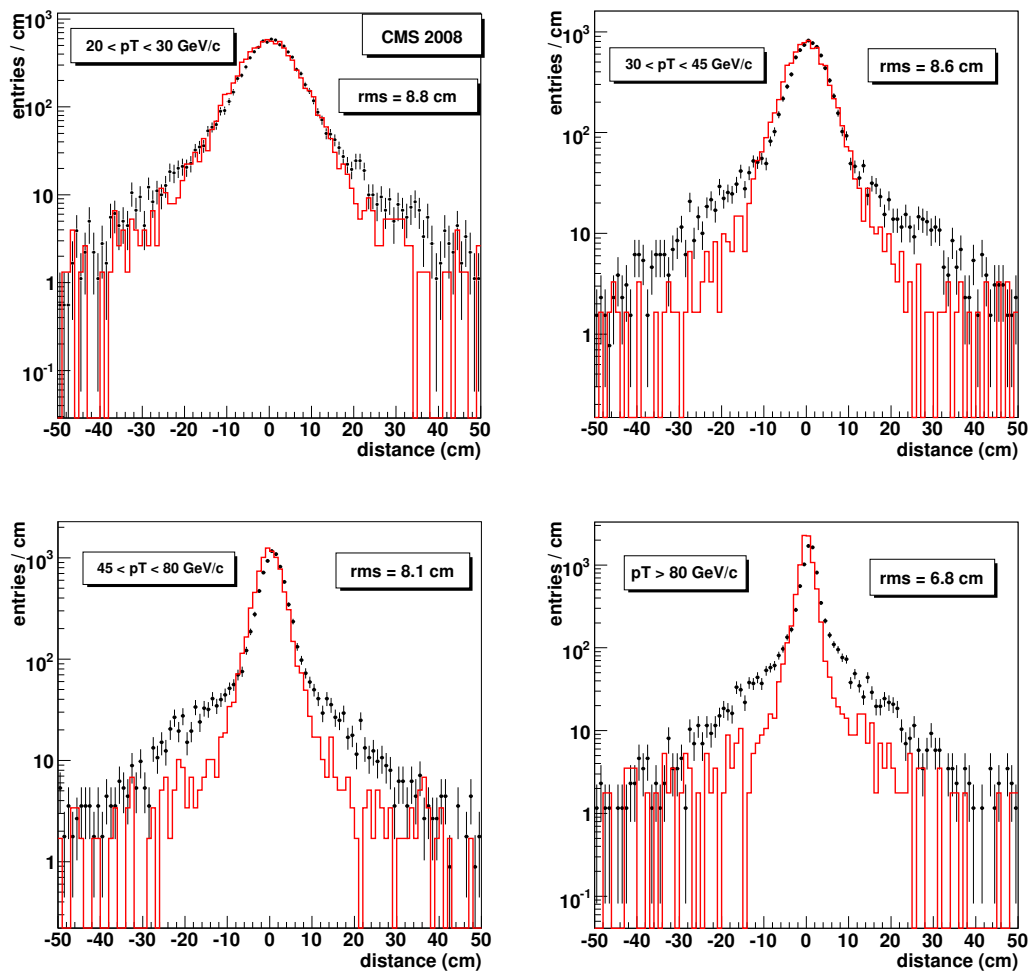 entries / cm
20 < pT < 30 GeV/c
CMS 2008
rms = 8.8 cm
10³
10²
10
1
10⁻¹
-50 -40 -30 -20 -10 0 10 20 30 40 50
distance (cm)
entries / cm
30 < pT < 45 GeV/c
rms = 8.6 cm
10³
10²
10
1
-50 -40 -30 -20 -10 0 10 20 30 40 50
distance (cm)
entries / cm
45 < pT < 80 GeV/c
rms = 8.1 cm
10³
10²
10
1
-50 -40 -30 -20 -10 0 10 20 30 40 50
distance (cm)
entries / cm
pT > 80 GeV/c
rms = 6.8 cm
10³
10²
10
1
10⁻¹
-50 -40 -30 -20 -10 0 10 20 30 40 50
distance (cm)